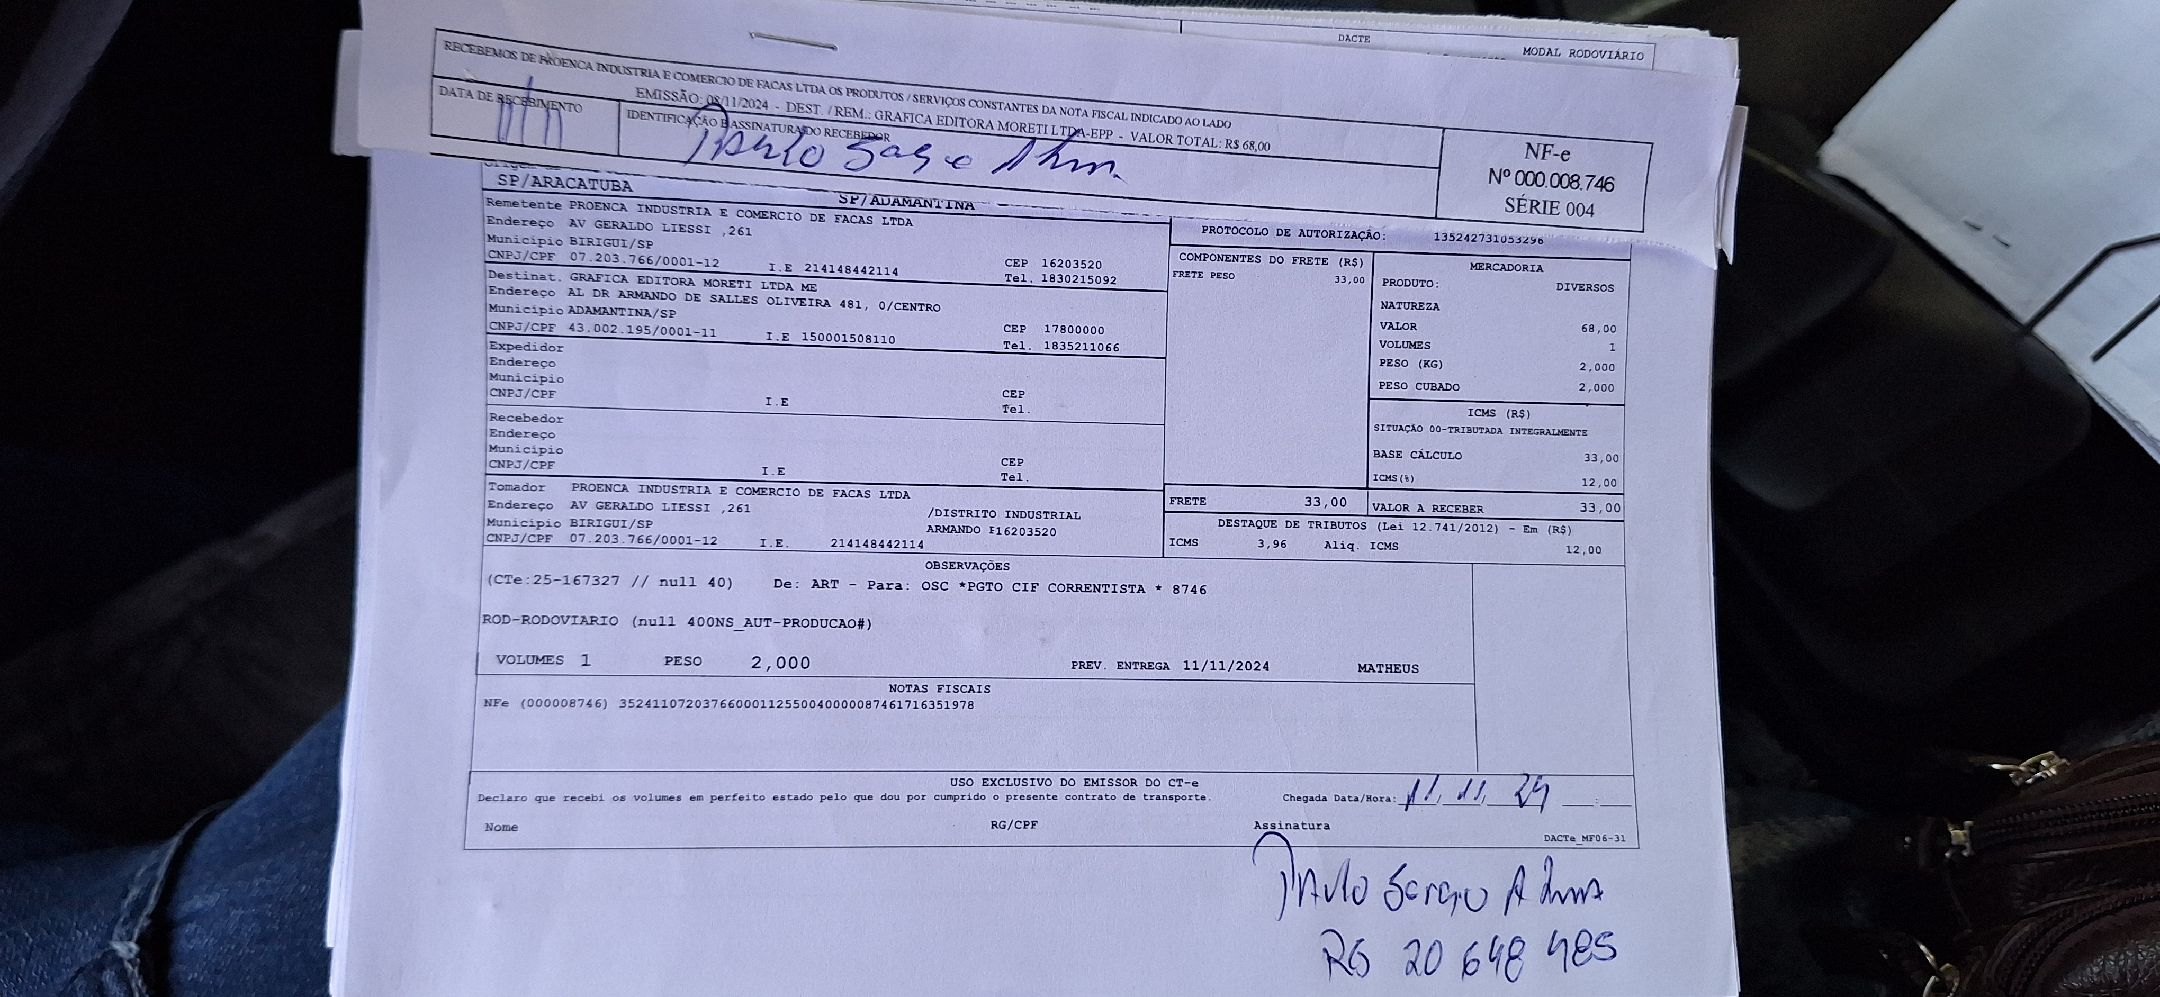 DACTE
MODAL RODOVIÁRIO
RECEBEMOS DE PROENCA INDUSTRIA E COMERCIO DE FACAS LTDA OS PRODUTOS / SERVIÇOS CONSTANTES DA NOTA FISCAL INDICADO AO LADO
EMISSÃO: 08/11/2024 - DEST. / REM.: GRAFICA EDITORA MORETI LTDA-EPP - VALOR TOTAL: R$ 68,00
DATA DE RECEBIMENTO
IDENTIFICAÇÃO E ASSINATURA DO RECEBEDOR
Paulo Sergio A
NF-e
Nº 000.008.746
SÉRIE 004
SP/ARACATUBA
SP/ADAMANTINA
Remetente PROENCA INDUSTRIA E COMERCIO DE FACAS LTDA
Endereço AV GERALDO LIESSI ,261
Municipio BIRIGUI/SP
CNPJ/CPF 07.203.766/0001-12 I.E 214148442114
CEP 16203520
Tel. 1830215092
Destinat. GRAFICA EDITORA MORETI LTDA ME
Endereço AL DR ARMANDO DE SALLES OLIVEIRA 481, 0/CENTRO
Municipio ADAMANTINA/SP
CNPJ/CPF 43.002.195/0001-11 I.E 150001508110
CEP 17800000
Tel. 1835211066
Expedidor
Endereço
Municipio
CNPJ/CPF I.E
CEP
Tel.
Recebedor
Endereço
Municipio
CNPJ/CPF I.E
CEP
Tel.
Tomador PROENCA INDUSTRIA E COMERCIO DE FACAS LTDA
Endereço AV GERALDO LIESSI ,261 /DISTRITO INDUSTRIAL
Municipio BIRIGUI/SP ARMANDO F16203520
CNPJ/CPF 07.203.766/0001-12 I.E. 214148442114
PROTOCOLO DE AUTORIZAÇÃO: 135242731053296
COMPONENTES DO FRETE (R$)
FRETE PESO 33,00
MERCADORIA
PRODUTO: DIVERSOS
NATUREZA
VALOR 68,00
VOLUMES 1
PESO (KG) 2,000
PESO CUBADO 2,000
ICMS (R$)
SITUAÇÃO 00-TRIBUTADA INTEGRALMENTE
BASE CÁLCULO 33,00
ICMS(%) 12,00
FRETE 33,00 VALOR A RECEBER 33,00
DESTAQUE DE TRIBUTOS (Lei 12.741/2012) - Em (R$)
ICMS 3,96 Aliq. ICMS 12,00
OBSERVAÇÕES
(CTe:25-167327 // null 40) De: ART - Para: OSC *PGTO CIF CORRENTISTA * 8746
ROD-RODOVIARIO (null 400NS_AUT-PRODUCAO#)
VOLUMES 1 PESO 2,000 PREV. ENTREGA 11/11/2024 MATHEUS
NOTAS FISCAIS
NFe (000008746) 35241107203766000112550040000087461716351978
USO EXCLUSIVO DO EMISSOR DO CT-e
Declaro que recebi os volumes em perfeito estado pelo que dou por cumprido o presente contrato de transporte.
Chegada Data/Hora: 11, 11, 24 ___:___
Nome RG/CPF Assinatura
DACTe_MF06-31
Paulo Sergio A
RG 20 648 485